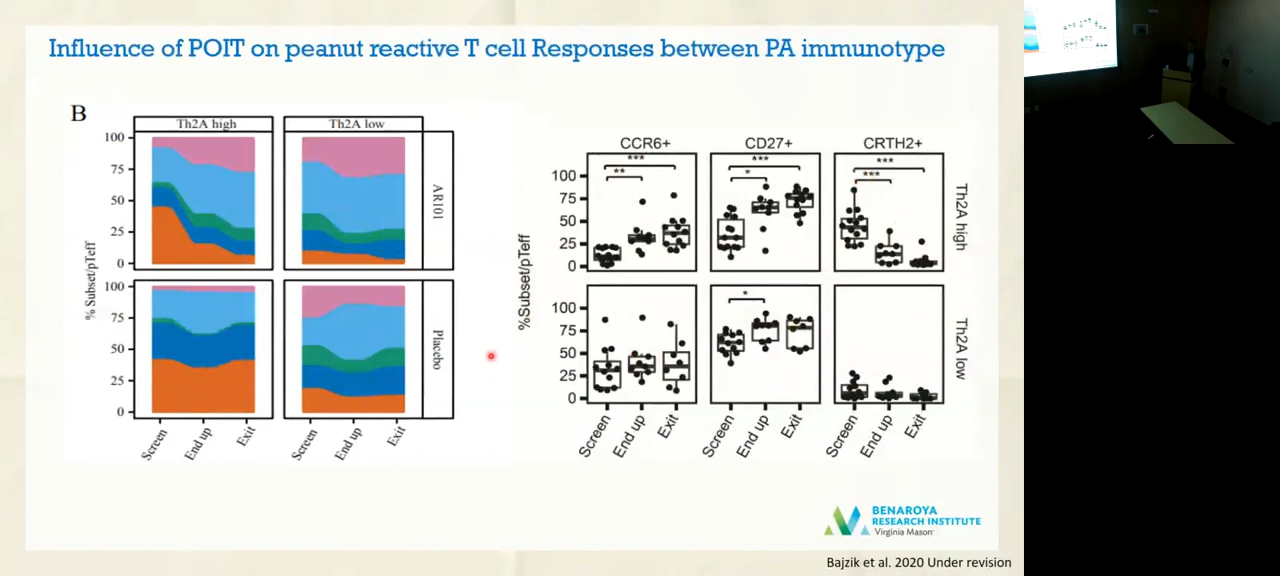 Influence of POIT on peanut reactive T cell Responses between PA immunotype
B
Th2A high
Th2A low
100
75
50
25
0
AR101
% Subset/pTeff
100
75
50
25
0
Placebo
Screen
End up
Exit
Screen
End up
Exit
CCR6+
CD27+
CRTH2+
***
**
***
*
***
***
100
75
50
25
0
Th2A high
%Subset/pTeff
*
100
75
50
25
0
Th2A low
Screen
End up
Exit
Screen
End up
Exit
Screen
End up
Exit
BENAROYA
RESEARCH INSTITUTE
Virginia Mason
Bajzik et al. 2020 Under revision